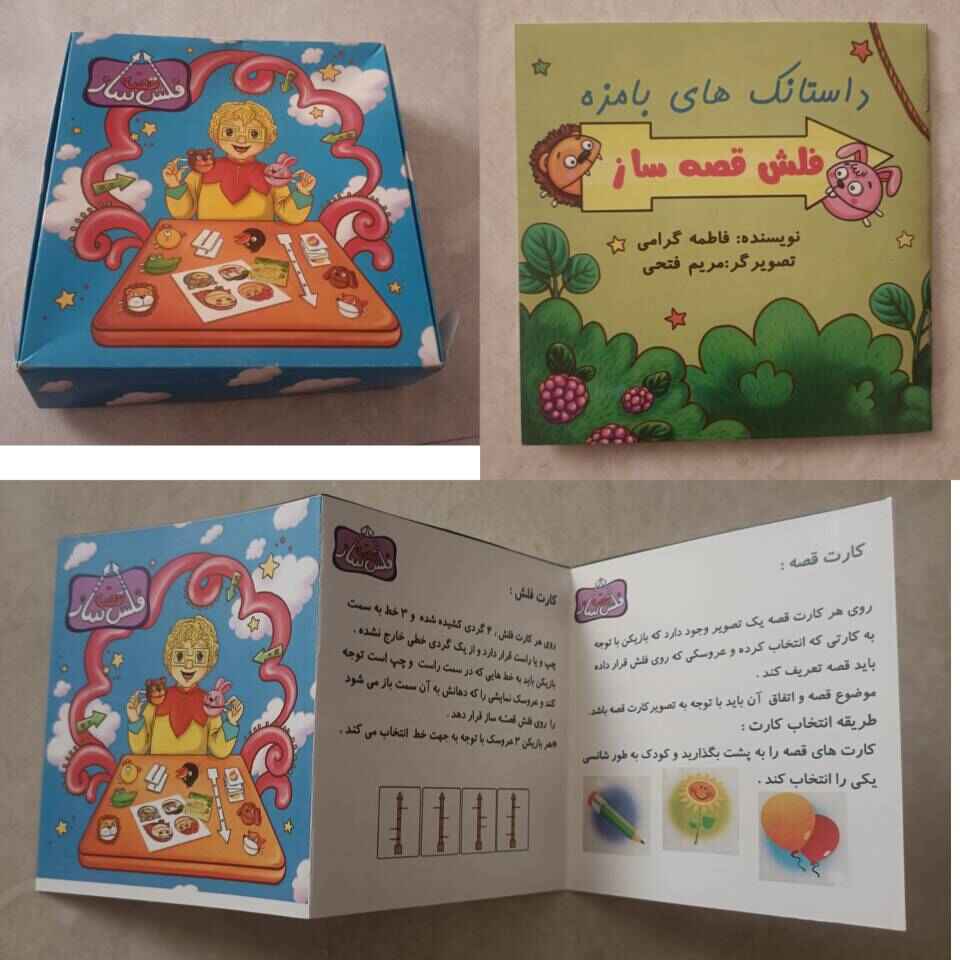 قصه
فلش ساز
داستانک های بامزه
فلش قصه ساز
نویسنده: فاطمه گرامی
تصویرگر:مریم فتحی
قصه
فلش ساز
قصه
فلش ساز
کارت فلش :
روی هر کارت فلش ، ۴ گردی کشیده شده و ۳ خط به سمت
چپ و یا راست قرار دارد و از یک گردی خطی خارج نشده .
بازیکن باید به خط هایی که در سمت راست و چپ است توجه
کند و عروسک نمایشی را که دهانش به آن سمت باز می شود
را روی فلش قصه ساز قرار دهد .
*هر بازیکن ۳ عروسک با توجه به جهت خط انتخاب می کند .
قصه
فلش ساز
کارت قصه :
روی هر کارت قصه یک تصویر وجود دارد که بازیکن با توجه
به کارتی که انتخاب کرده و عروسکی که روی فلش قرار داده
باید قصه تعریف کند .
موضوع قصه و اتفاق آن باید با توجه به تصویر کارت قصه باشد.
طریقه انتخاب کارت :
کارت های قصه را به پشت بگذارید و کودک به طور شانسی
یکی را انتخاب کند .